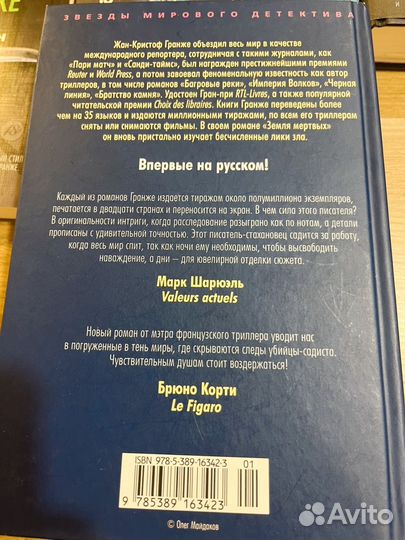 ЗВЕЗДЫ МИРОВОГО ДЕТЕКТИВА
Жан-Кристоф Гранже объездил весь мир в качестве
международного репортера, сотрудничая с такими журналами, как
«Пари матч» и «Санди-таймс», был награжден престижнейшими премиями
Reuter и World Press, а потом завоевал феноменальную известность как автор
триллеров, в том числе романов «Багровые реки», «Империя Волков», «Черная
линия», «Братство камня». Удостоен Гран-при RTL-Livres, а также популярной
читательской премии Choix des libraires. Книги Гранже переведены более
чем на 35 языков и издаются миллионными тиражами, по всем его триллерам
сняты или снимаются фильмы. В своем романе «Земля мертвых»
он вновь пристально изучает бесчисленные лики зла.
Впервые на русском!
Каждый из романов Гранже издается тиражом около полумиллиона экземпляров,
печатается в двадцати странах и переносится на экран. В чем сила этого писателя?
В оригинальности интриги, когда расследование разыграно как по нотам, а детали
прописаны с удивительной точностью. Этот писатель-стахановец садится за работу,
когда весь мир спит, так как ночи ему необходимы, чтобы высвободить
наваждение, а дни – для ювелирной отделки сюжета.
Марк Шарюэль
Valeurs actuels
Новый роман от мэтра французского триллера уводит нас
в погруженные в тень миры, где скрываются следы убийцы-садиста.
Чувствительным душам стоит воздержаться!
Брюно Корти
Le Figaro
ISBN 978-5-389-16342-3
01
9 785389 163423
© Олег Майдаков
Avito